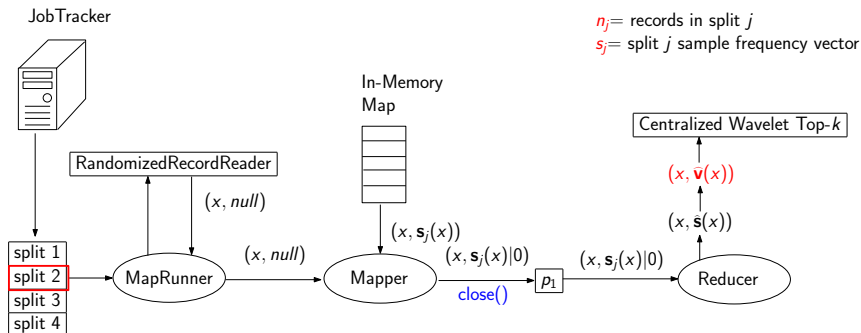 JobTracker
n_j= records in split j
s_j= split j sample frequency vector
In-Memory
Map
Centralized Wavelet Top-k
RandomizedRecordReader
(x, v̂(x))
(x, null)
(x, ŝ(x))
(x, s_j(x))
split 1
split 2
split 3
split 4
MapRunner
(x, null)
Mapper
(x, s_j(x)|0)
close()
p_1
(x, s_j(x)|0)
Reducer